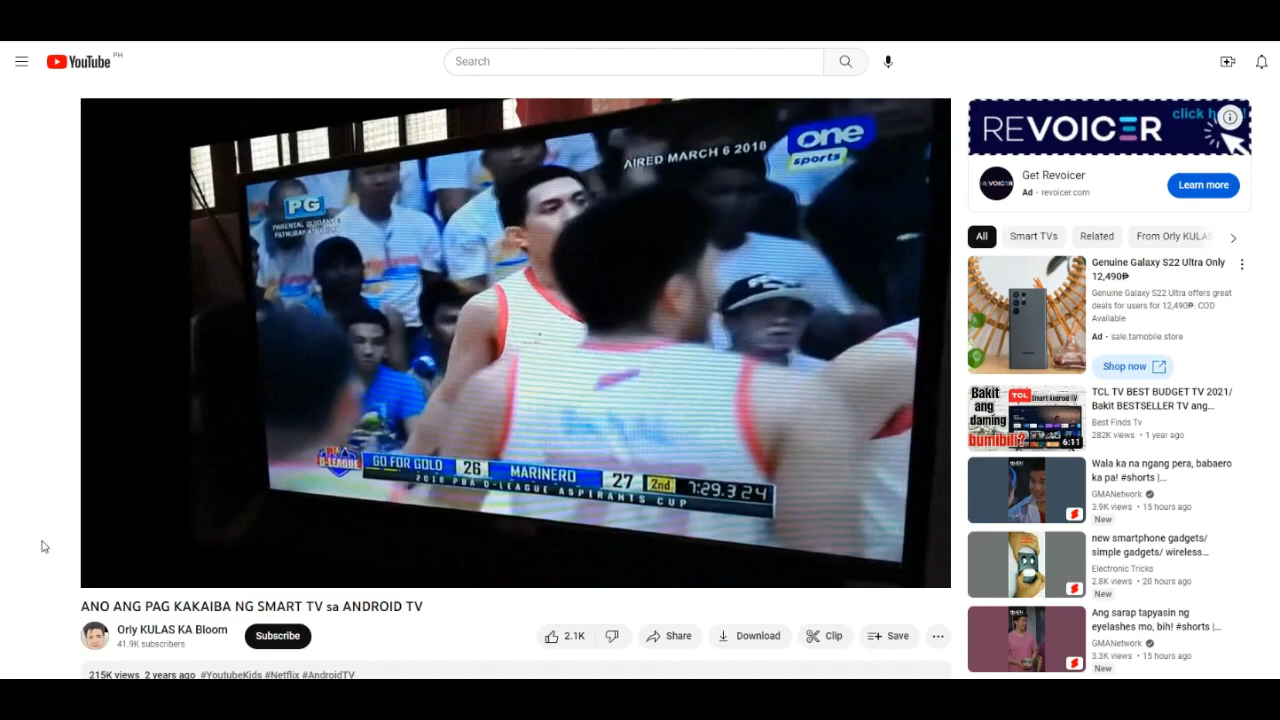 YouTube PH
Search
AIRED MARCH 6 2018
one
sports
PG
PARENTAL GUIDANCE
D-LEAGUE
GO FOR GOLD 26 MARINERO 27 2nd 7:29.3 24
2018 PBA D-LEAGUE ASPIRANTS CUP
ANO ANG PAG KAKAIBA NG SMART TV sa ANDROID TV
Orly KULAS KA Bloom
41.9K subscribers
Subscribe
2.1K
Share
Download
Clip
Save
215K views 2 years ago #YoutubeKids #Netflix #AndroidTV
REVOICER
click
Get Revoicer
Ad · revoicer.com
Learn more
All
Smart TVs
Related
From Orly KULAS
Genuine Galaxy S22 Ultra Only
12,490₱
Genuine Galaxy S22 Ultra offers great
deals for users for 12,490₱. COD
Available
Ad · sale.tamobile.store
Shop now
Bakit
ang
daming
bumibili?
TCL Smart Android TV
6:11
TCL TV BEST BUDGET TV 2021/
Bakit BESTSELLER TV ang...
Best Finds Tv
282K views · 1 year ago
Wala ka na ngang pera, babaero
ka pa! #shorts |...
GMANetwork
3.9K views · 15 hours ago
New
new smartphone gadgets/
simple gadgets/ wireless...
Electronic Tricks
2.8K views · 20 hours ago
New
Ang sarap tapyasin ng
eyelashes mo, bih! #shorts |...
GMANetwork
3.3K views · 15 hours ago
New